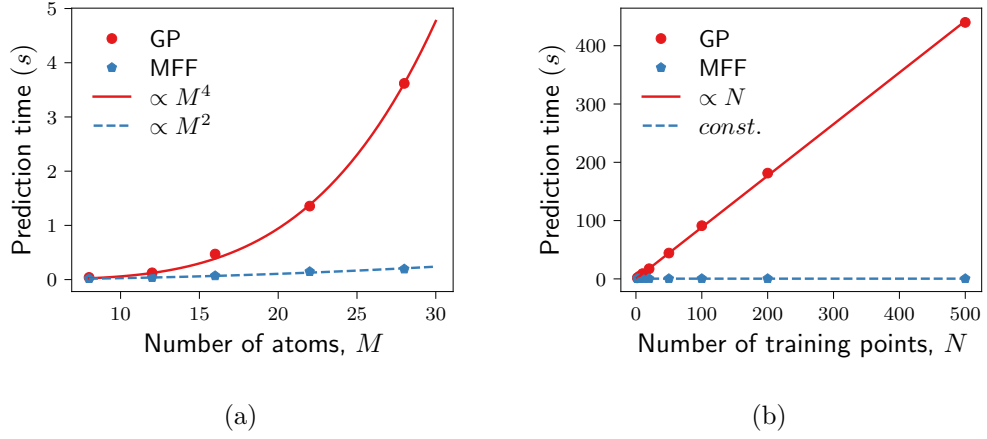 5
4
3
2
1
0
Prediction time (s)
GP
MFF
∝ M⁴
∝ M²
10 15 20 25 30
Number of atoms, M
(a)
400
300
200
100
0
Prediction time (s)
GP
MFF
∝ N
const.
0 100 200 300 400 500
Number of training points, N
(b)